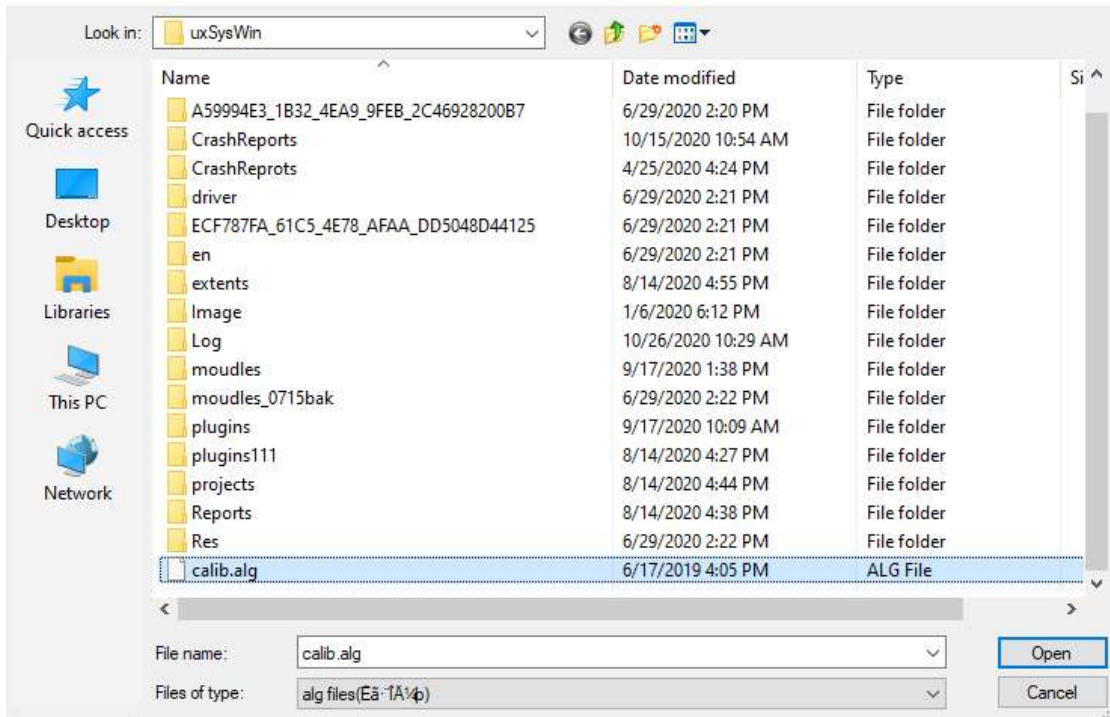 Look in: uxSysWin
Name Date modified Type Si
A59994E3_1B32_4EA9_9FEB_2C46928200B7 6/29/2020 2:20 PM File folder
CrashReports 10/15/2020 10:54 AM File folder
CrashReprots 4/25/2020 4:24 PM File folder
driver 6/29/2020 2:21 PM File folder
ECF787FA_61C5_4E78_AFAA_DD5048D44125 6/29/2020 2:21 PM File folder
en 6/29/2020 2:21 PM File folder
extents 8/14/2020 4:55 PM File folder
Image 1/6/2020 6:12 PM File folder
Log 10/26/2020 10:29 AM File folder
moudles 9/17/2020 1:38 PM File folder
moudles_0715bak 6/29/2020 2:22 PM File folder
plugins 9/17/2020 10:09 AM File folder
plugins111 8/14/2020 4:27 PM File folder
projects 8/14/2020 4:44 PM File folder
Reports 8/14/2020 4:38 PM File folder
Res 6/29/2020 2:22 PM File folder
calib.alg 6/17/2019 4:05 PM ALG File
Quick access
Desktop
Libraries
This PC
Network
File name: calib.alg Open
Files of type: alg files Cancel